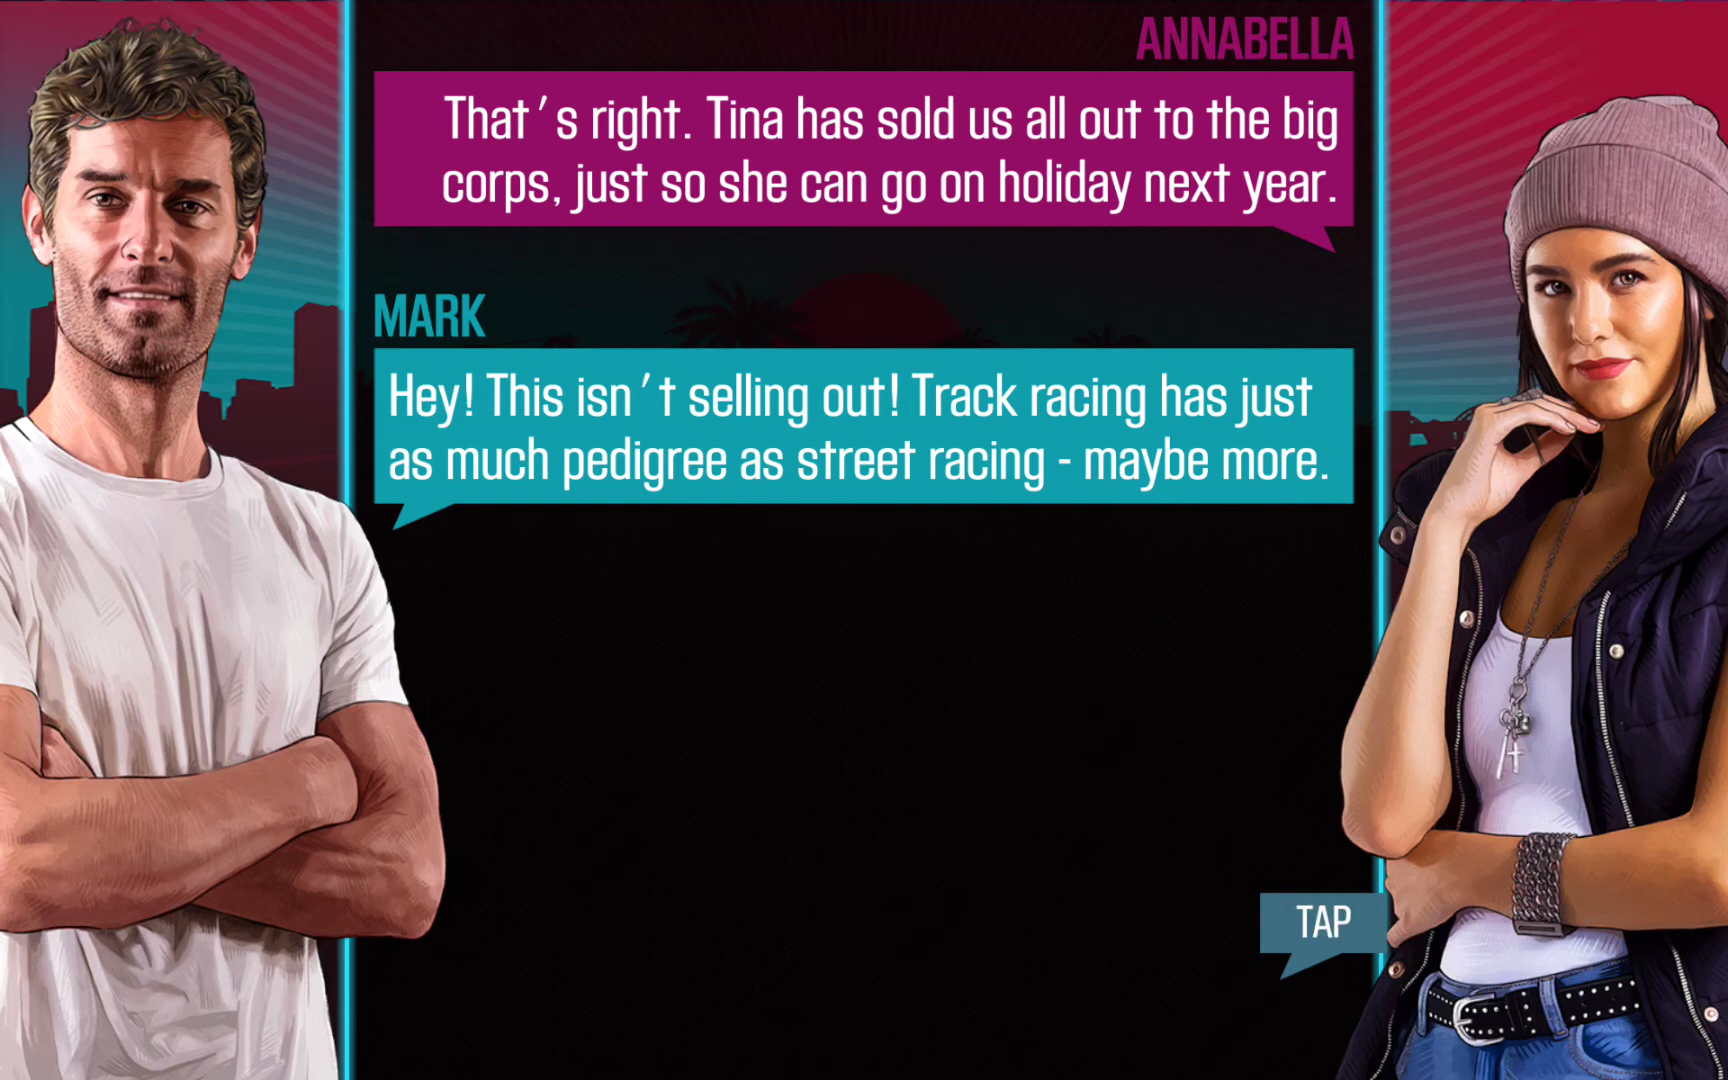 ANNABELLA
That's right. Tina has sold us all out to the big
corps, just so she can go on holiday next year.
MARK
Hey! This isn't selling out! Track racing has just
as much pedigree as street racing - maybe more.
TAP